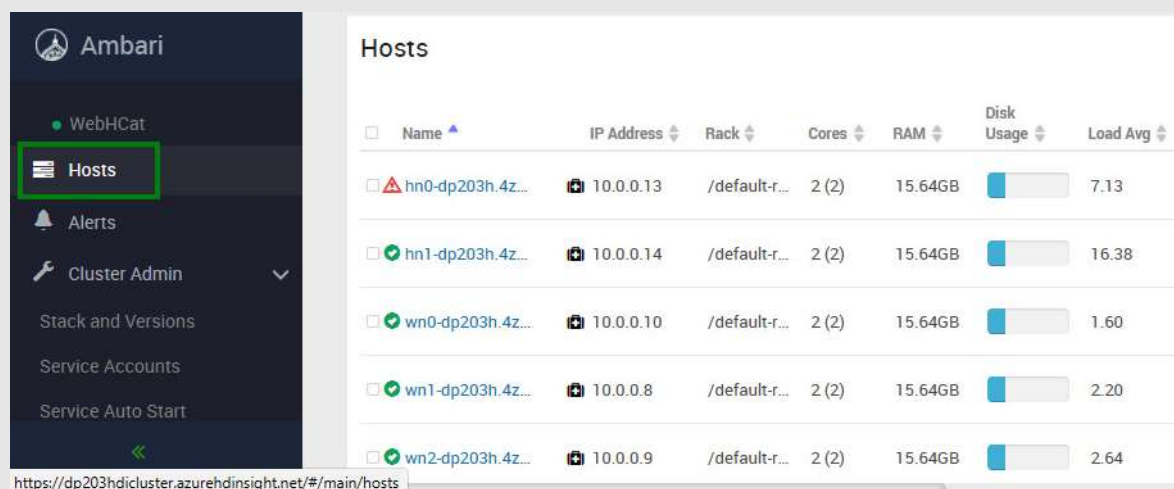 Ambari
WebHCat
Hosts
Alerts
Cluster Admin
Stack and Versions
Service Accounts
Service Auto Start
https://dp203hdicluster.azurehdinsight.net/#/main/hosts
Hosts
Name IP Address Rack Cores RAM Disk Usage Load Avg
hn0-dp203h.4z... 10.0.0.13 /default-r... 2 (2) 15.64GB 7.13
hn1-dp203h.4z... 10.0.0.14 /default-r... 2 (2) 15.64GB 16.38
wn0-dp203h.4z... 10.0.0.10 /default-r... 2 (2) 15.64GB 1.60
wn1-dp203h.4z... 10.0.0.8 /default-r... 2 (2) 15.64GB 2.20
wn2-dp203h.4z... 10.0.0.9 /default-r... 2 (2) 15.64GB 2.64